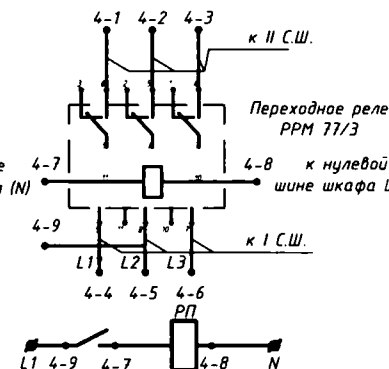 4-1 4-2 4-3
к II С.Ш.
Переходное реле
РРМ 77/3
4-7
(N)
4-8
к нулевой
шине шкафа
4-9
L1 L2 L3
к I С.Ш.
4-4 4-5 4-6
РП
L1 4-9 4-7 4-8 N